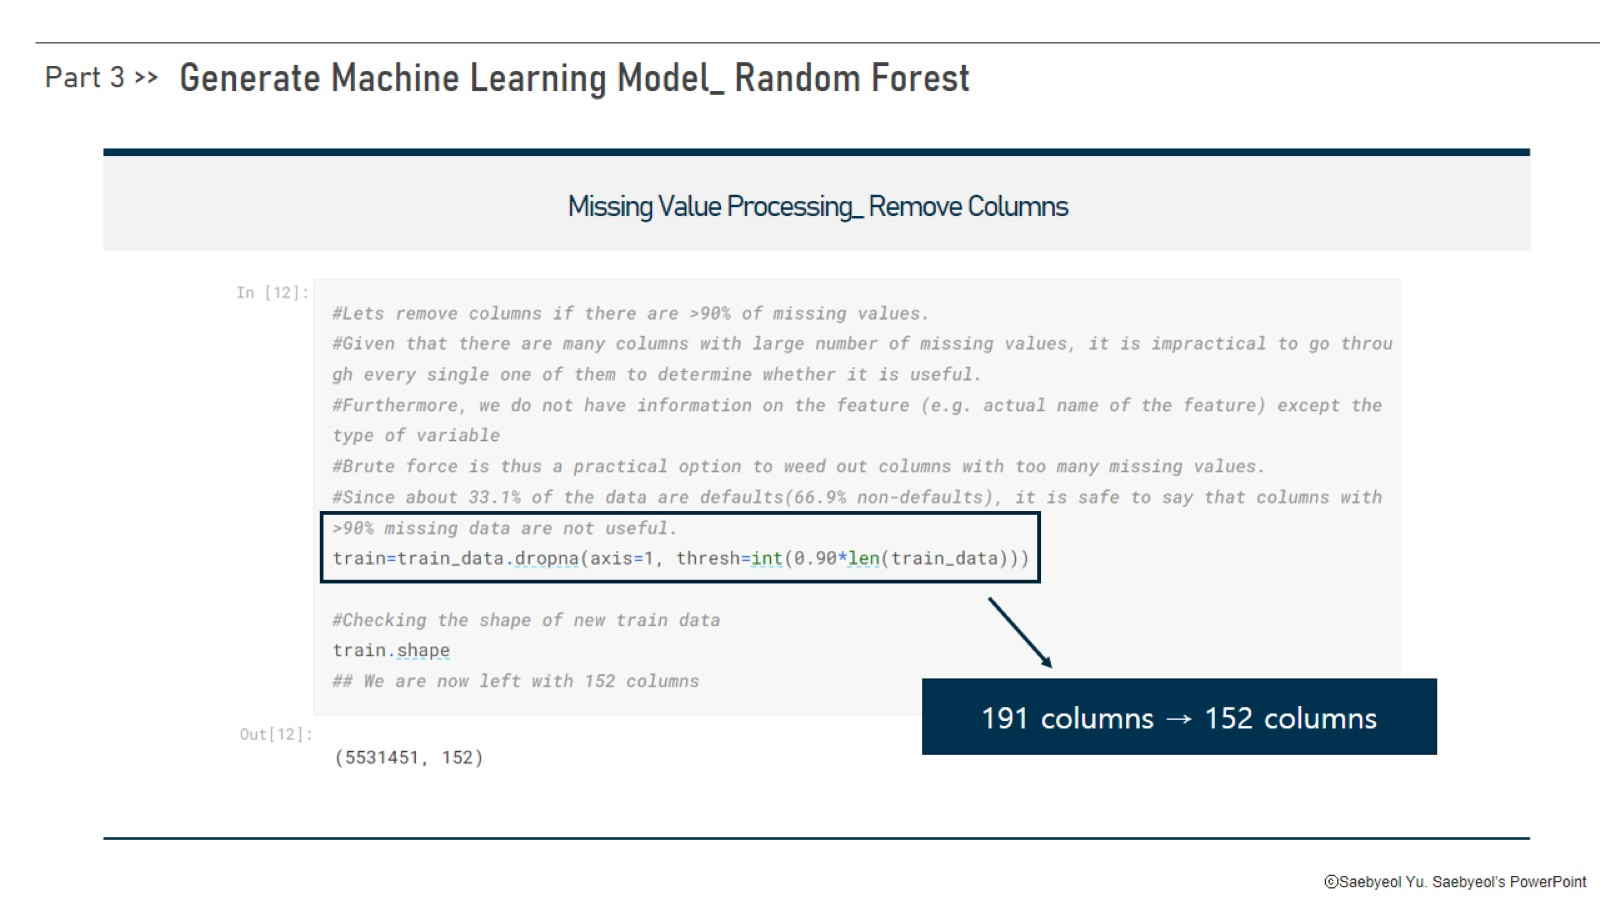 Part 3 >> Generate Machine Learning Model_ Random Forest
Missing Value Processing_ Remove Columns
In [12]:
#Lets remove columns if there are >90% of missing values.
#Given that there are many columns with large number of missing values, it is impractical to go throu
gh every single one of them to determine whether it is useful.
#Furthermore, we do not have information on the feature (e.g. actual name of the feature) except the
type of variable
#Brute force is thus a practical option to weed out columns with too many missing values.
#Since about 33.1% of the data are defaults(66.9% non-defaults), it is safe to say that columns with
>90% missing data are not useful.
train=train_data.dropna(axis=1, thresh=int(0.90*len(train_data)))
#Checking the shape of new train data
train.shape
## We are now left with 152 columns
191 columns → 152 columns
Out[12]:
(5531451, 152)
©Saebyeol Yu. Saebyeol's PowerPoint